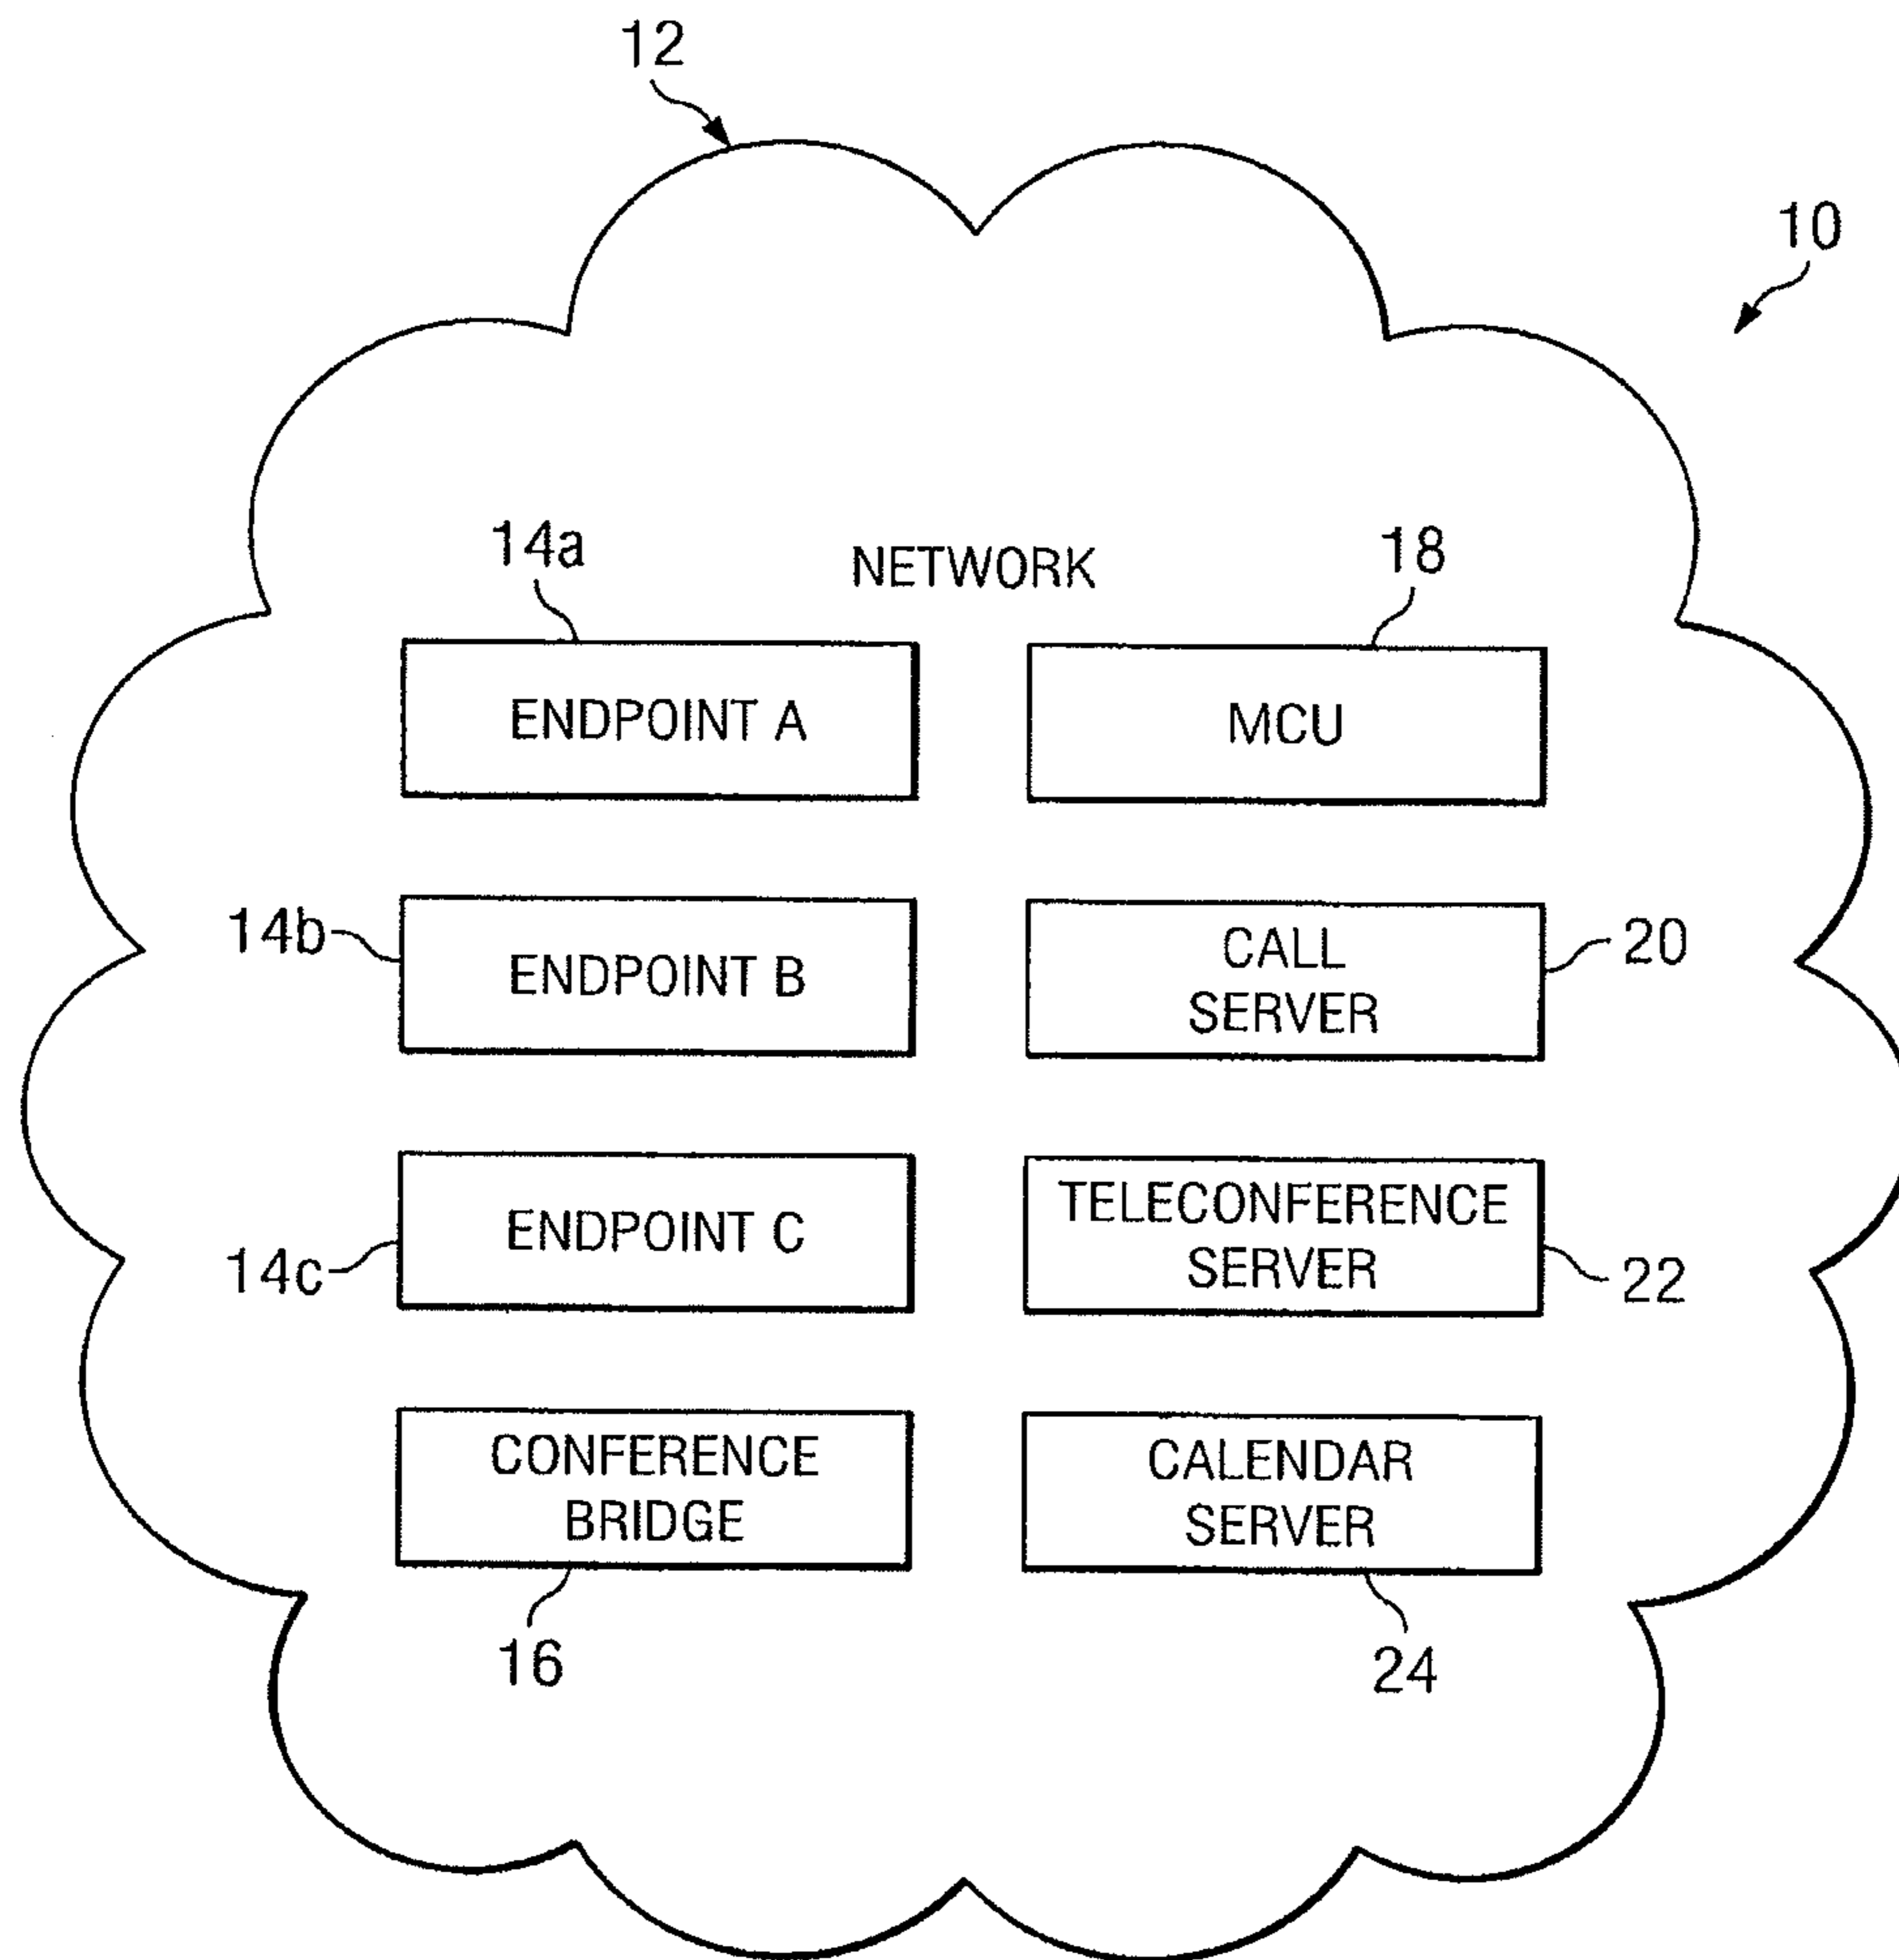 12
10
NETWORK
14a
18
ENDPOINT A
MCU
14b
ENDPOINT B
CALL
SERVER
20
14c
ENDPOINT C
TELECONFERENCE
SERVER
22
CONFERENCE
BRIDGE
CALENDAR
SERVER
16
24